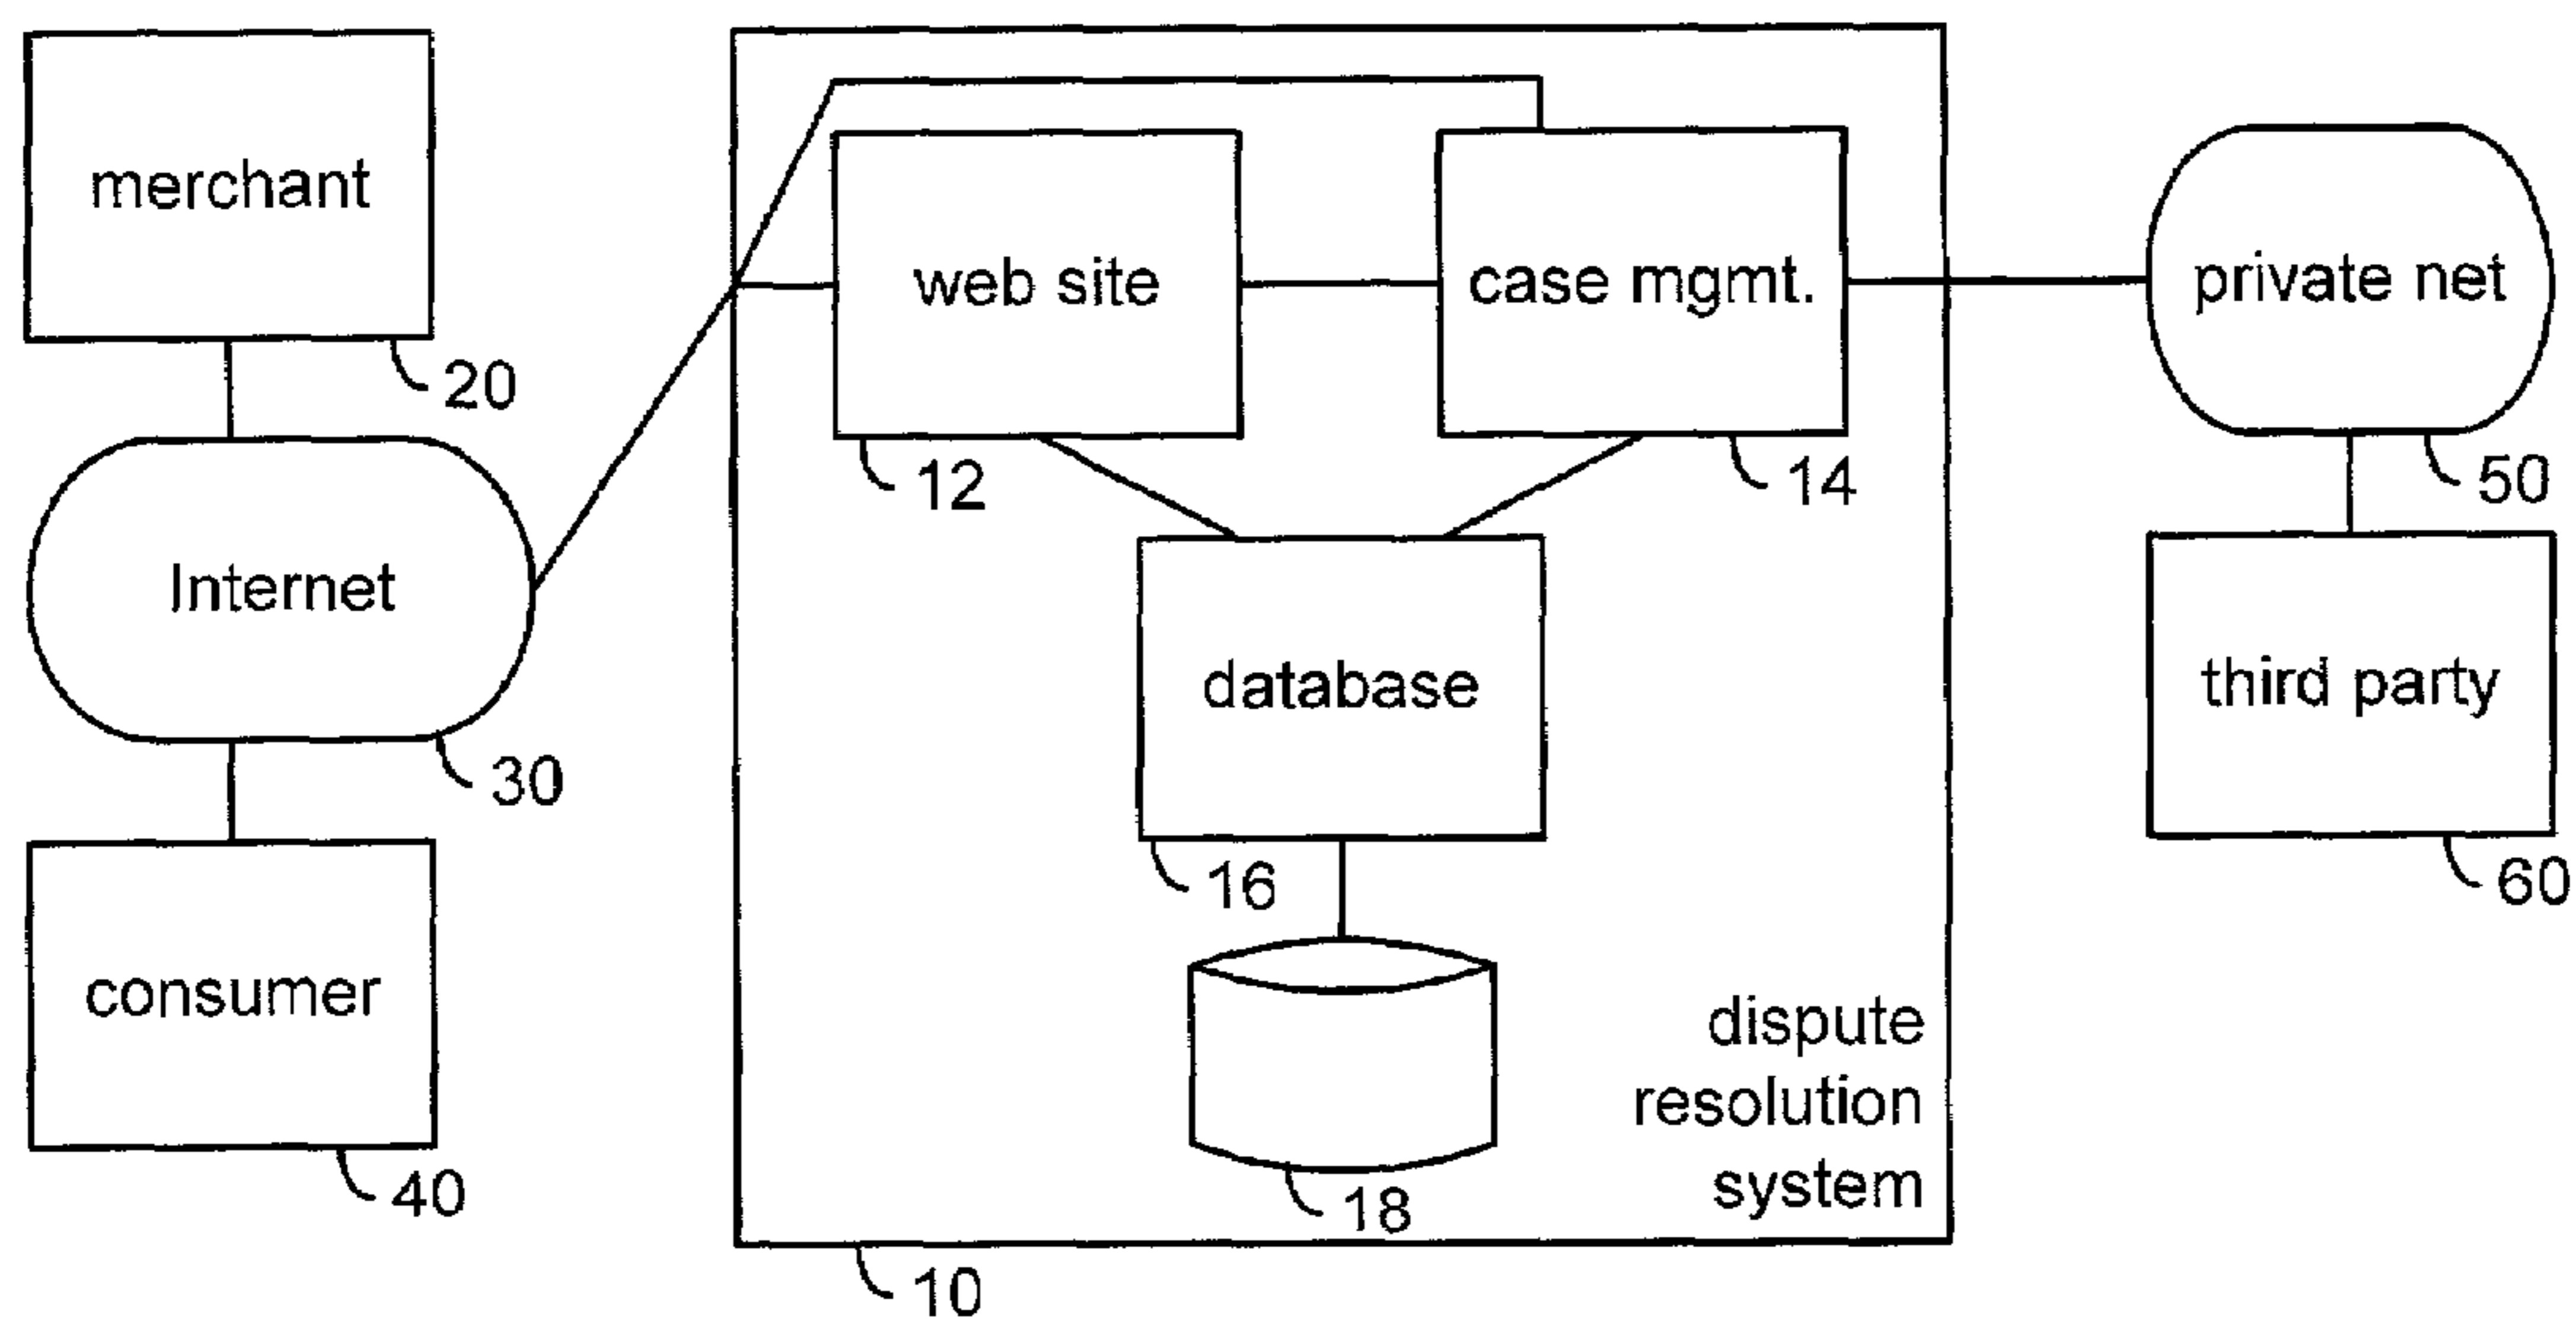 merchant
20
Internet
30
consumer
40
web site
12
case mgmt.
14
database
16
18
dispute
resolution
system
10
private net
50
third party
60